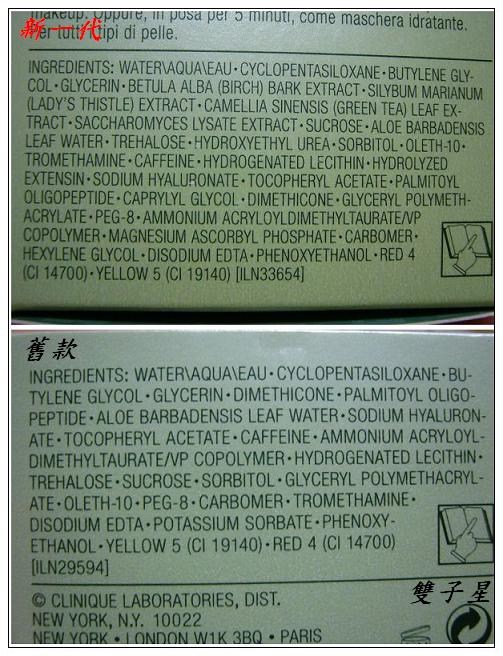 makeup. Oppure, in posa per 5 minuti, come maschera idratante.
新一代
Per tutti i tipi di pelle.
INGREDIENTS: WATER\AQUA\EAU • CYCLOPENTASILOXANE • BUTYLENE GLY-
COL • GLYCERIN • BETULA ALBA (BIRCH) BARK EXTRACT • SILYBUM MARIANUM
(LADY'S THISTLE) EXTRACT • CAMELLIA SINENSIS (GREEN TEA) LEAF EX-
TRACT • SACCHAROMYCES LYSATE EXTRACT • SUCROSE • ALOE BARBADENSIS
LEAF WATER • TREHALOSE • HYDROXYETHYL UREA • SORBITOL • OLETH-10 •
TROMETHAMINE • CAFFEINE • HYDROGENATED LECITHIN • HYDROLYZED
EXTENSIN • SODIUM HYALURONATE • TOCOPHERYL ACETATE • PALMITOYL
OLIGOPEPTIDE • CAPRYLYL GLYCOL • DIMETHICONE • GLYCERYL POLYMETH-
ACRYLATE • PEG-8 • AMMONIUM ACRYLOYLDIMETHYLTAURATE/VP
COPOLYMER • MAGNESIUM ASCORBYL PHOSPHATE • CARBOMER •
HEXYLENE GLYCOL • DISODIUM EDTA • PHENOXYETHANOL • RED 4
(CI 14700) • YELLOW 5 (CI 19140) [ILN33654]
舊款
INGREDIENTS: WATER\AQUA\EAU • CYCLOPENTASILOXANE • BU-
TYLENE GLYCOL • GLYCERIN • DIMETHICONE • PALMITOYL OLIGO-
PEPTIDE • ALOE BARBADENSIS LEAF WATER • SODIUM HYALURON-
ATE • TOCOPHERYL ACETATE • CAFFEINE • AMMONIUM ACRYLOYL-
DIMETHYLTAURATE/VP COPOLYMER • HYDROGENATED LECITHIN •
TREHALOSE • SUCROSE • SORBITOL • GLYCERYL POLYMETHACRYL-
ATE • OLETH-10 • PEG-8 • CARBOMER • TROMETHAMINE •
DISODIUM EDTA • POTASSIUM SORBATE • PHENOXY-
ETHANOL • YELLOW 5 (CI 19140) • RED 4 (CI 14700)
[ILN29594]
雙子星
© CLINIQUE LABORATORIES, DIST.
NEW YORK, N.Y. 10022
NEW YORK • LONDON W1K 3BQ • PARIS